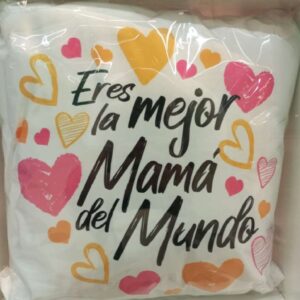 Eres
la mejor
Mamá
del Mundo